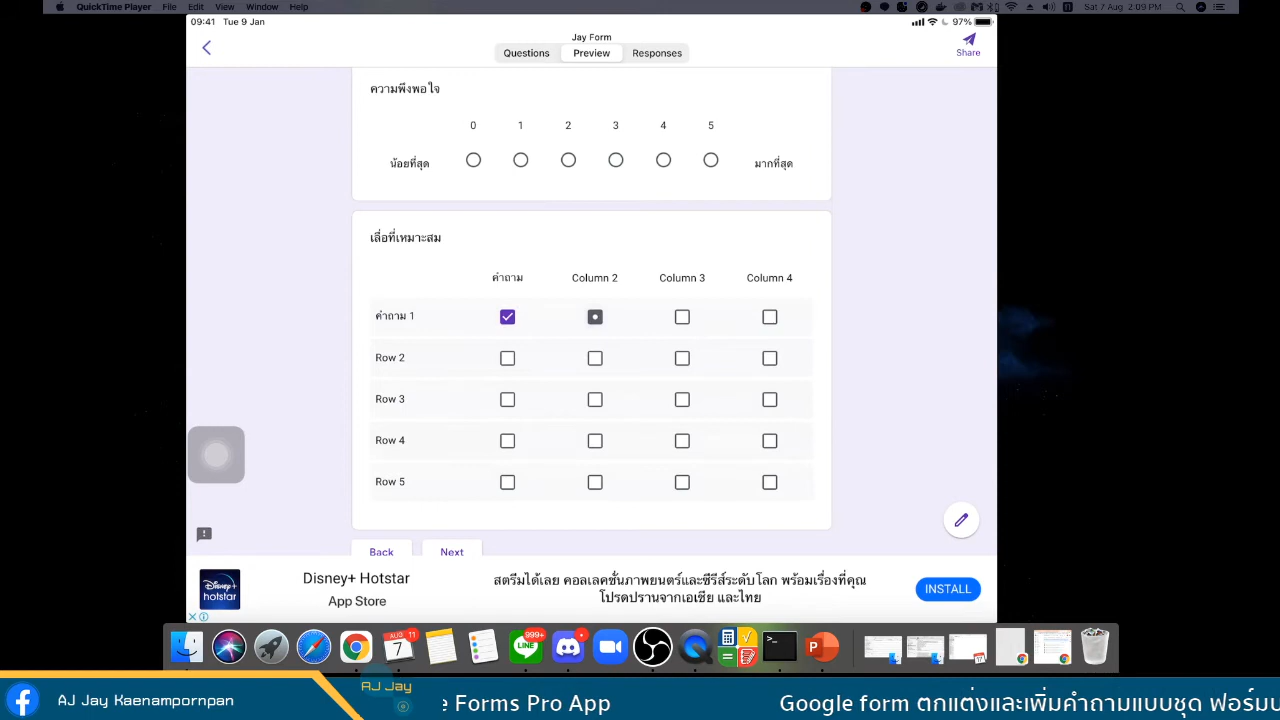 QuickTime Player File Edit View Window Help
Sat 7 Aug 2:09 PM
09:41 Tue 9 Jan
97%
Jay Form
Questions Preview Responses
Share
ความพึงพอใจ
0 1 2 3 4 5
น้อยที่สุด มากที่สุด
เลื่อที่เหมาะสม
คำถาม Column 2 Column 3 Column 4
คำถาม 1
Row 2
Row 3
Row 4
Row 5
Back Next
Disney+ hotstar
Disney+ Hotstar
App Store
สตรีมได้เลย คอลเลคชั่นภาพยนตร์และซีรีส์ระดับโลก พร้อมเรื่องที่คุณ
โปรดปรานจากเอเชีย และไทย
INSTALL
AUG 11
7
999+
LINE
AJ Jay Kaenampornpan
AJ Jay
e Forms Pro App
Google form ตกแต่งและเพิ่มคำถามแบบชุด ฟอร์มบ